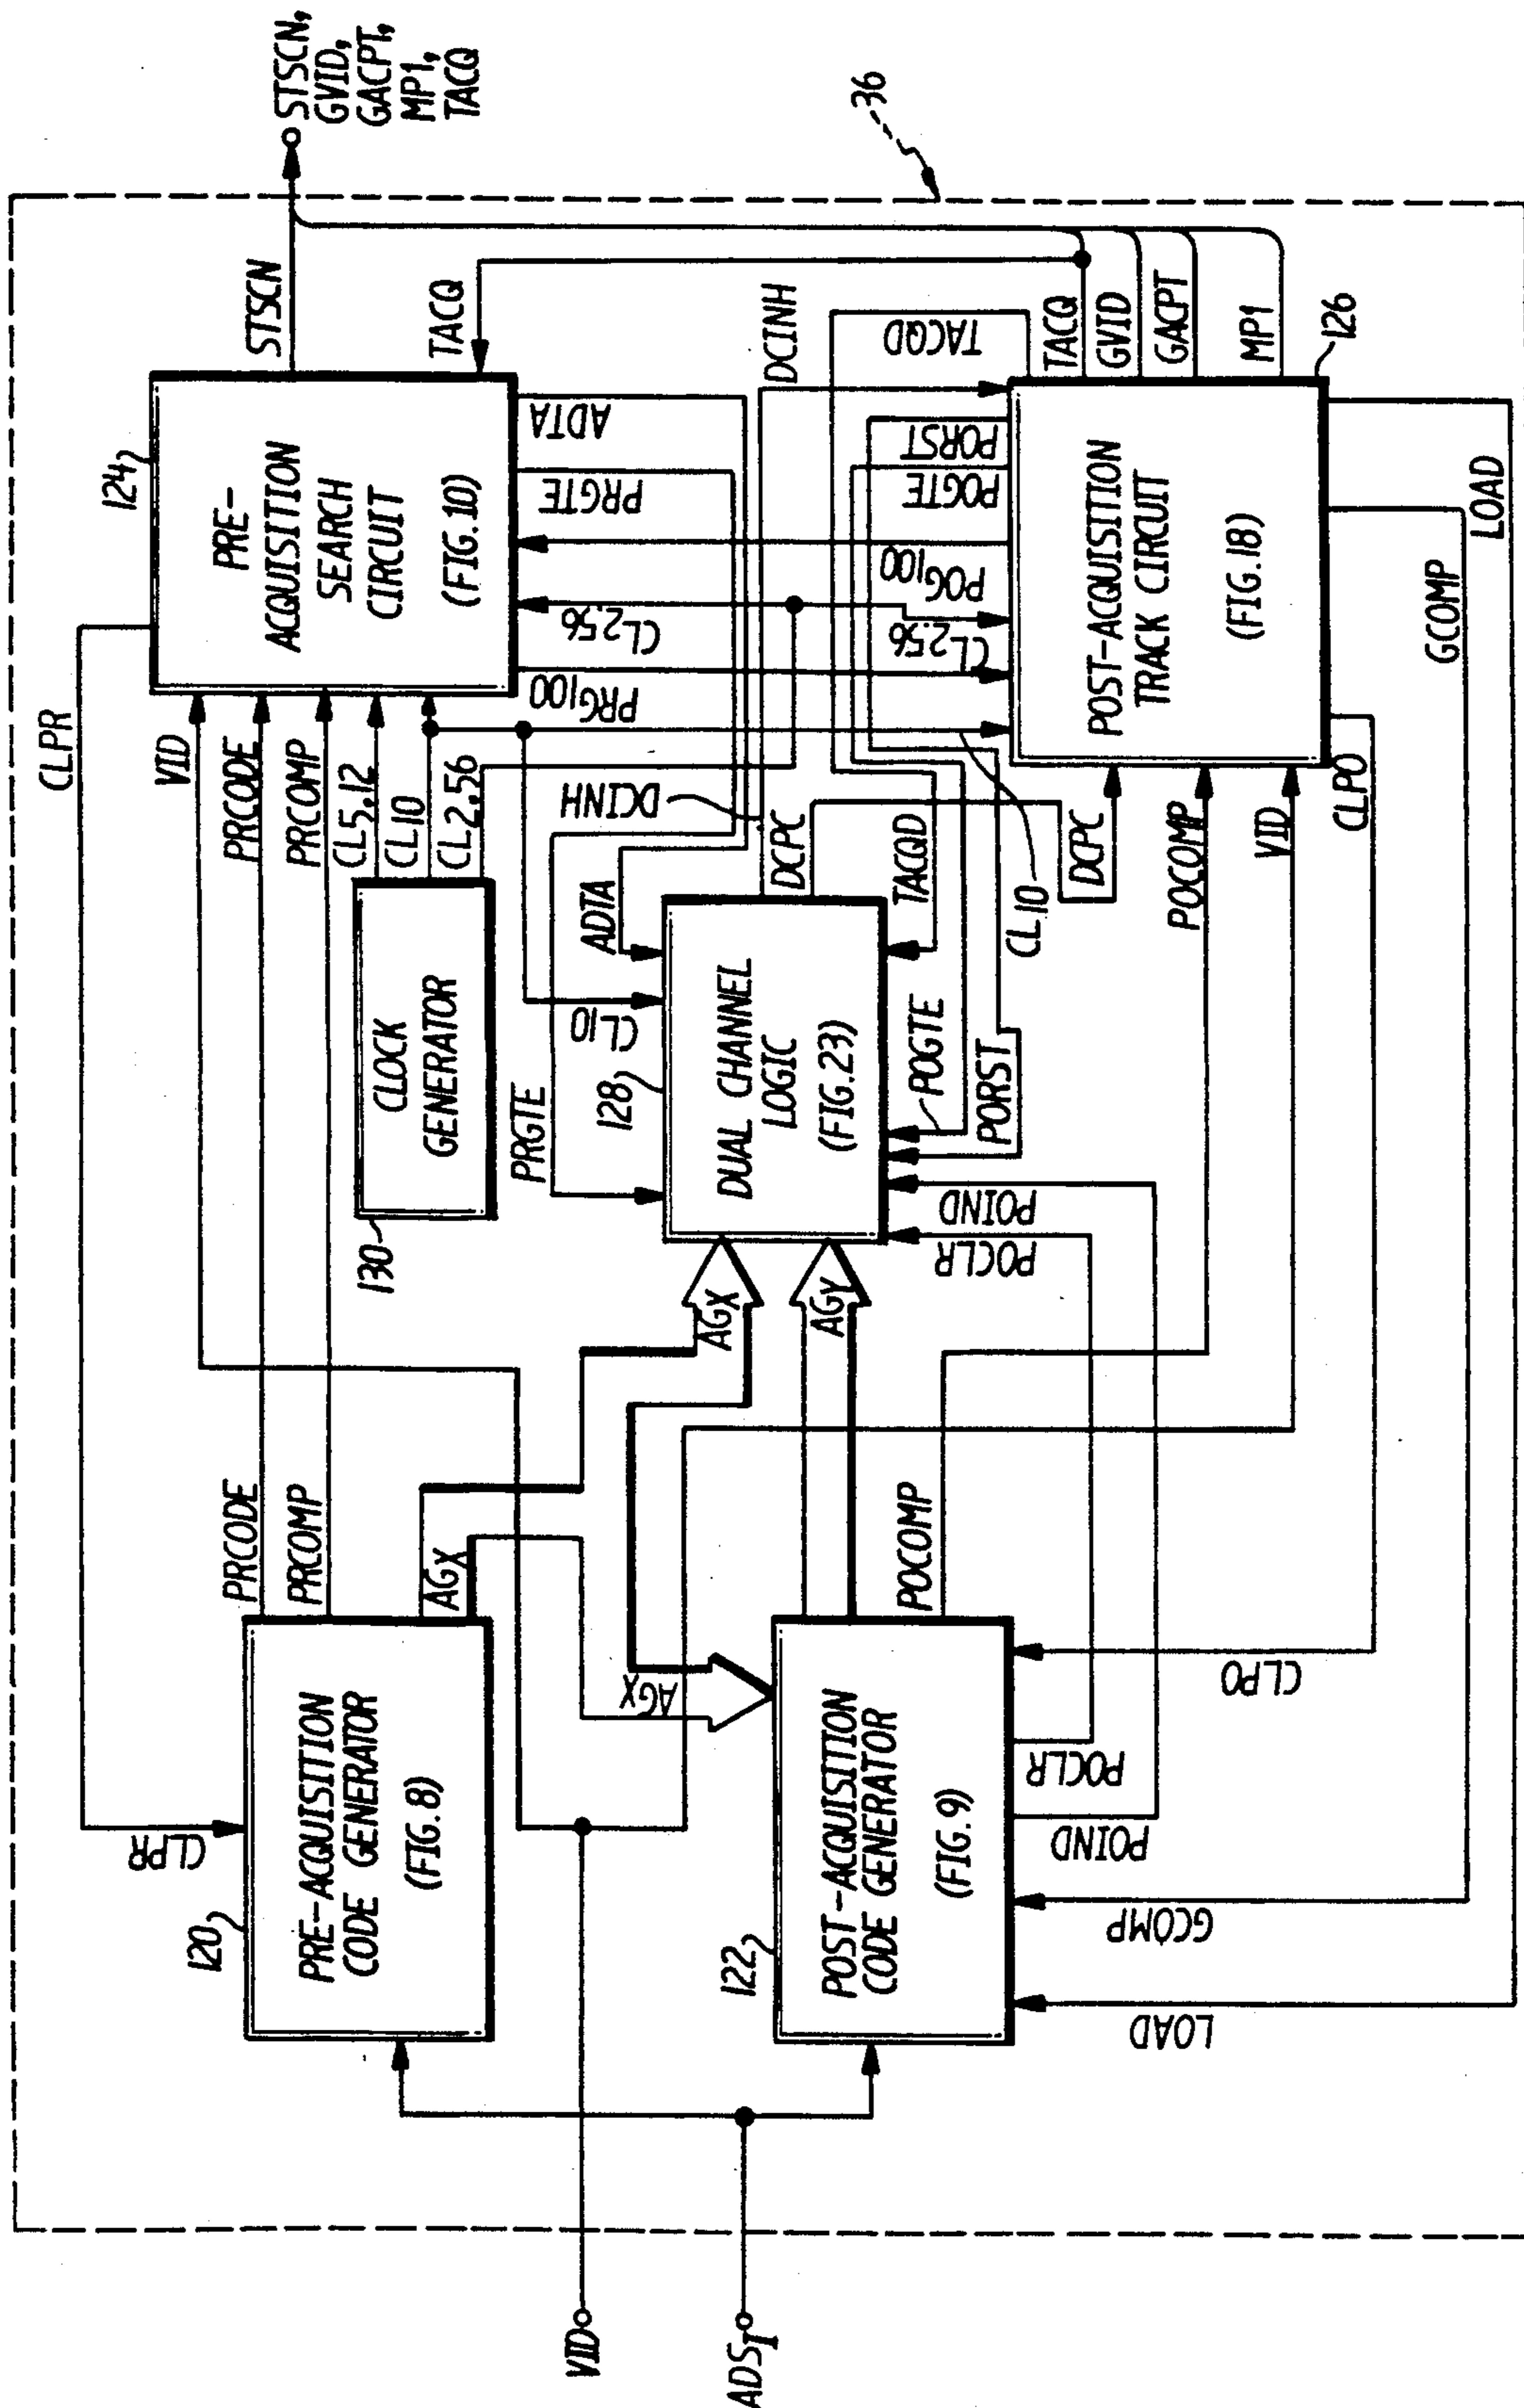 STSCN,
GVID,
GACPT,
MP1,
TACQ
36
CLPR
124
PRE-
ACQUISITION
SEARCH
CIRCUIT
(FIG.10)
STSCN
TACQ
VID
PRCODE
PRCOMP
CL5.12
CL10
CL2.56
ADTA
PRGTE
CL2.56
PRG100
POG100
CL2.56
DCINH
TACQD
PORST
POGTE
TACQ
GVID
GACPT
MP1
126
POST-ACQUISITION
TRACK CIRCUIT
(FIG.18)
LOAD
GCOMP
CLPO
DCPC
POCOMP
VID
CL10
CLOCK
GENERATOR
130
DCINH
DCPC
ADTA
CL10
PRGTE
128
DUAL CHANNEL
LOGIC
(FIG.23)
TACQD
POGTE
PORST
POIND
POCLR
AGX
AGY
PRCODE
PRCOMP
AGX
CLPR
120
PRE-ACQUISITION
CODE GENERATOR
(FIG.8)
AGX
POCOMP
122
POST-ACQUISITION
CODE GENERATOR
(FIG.9)
CLPO
POCLR
POIND
GCOMP
LOAD
VID
ADSI